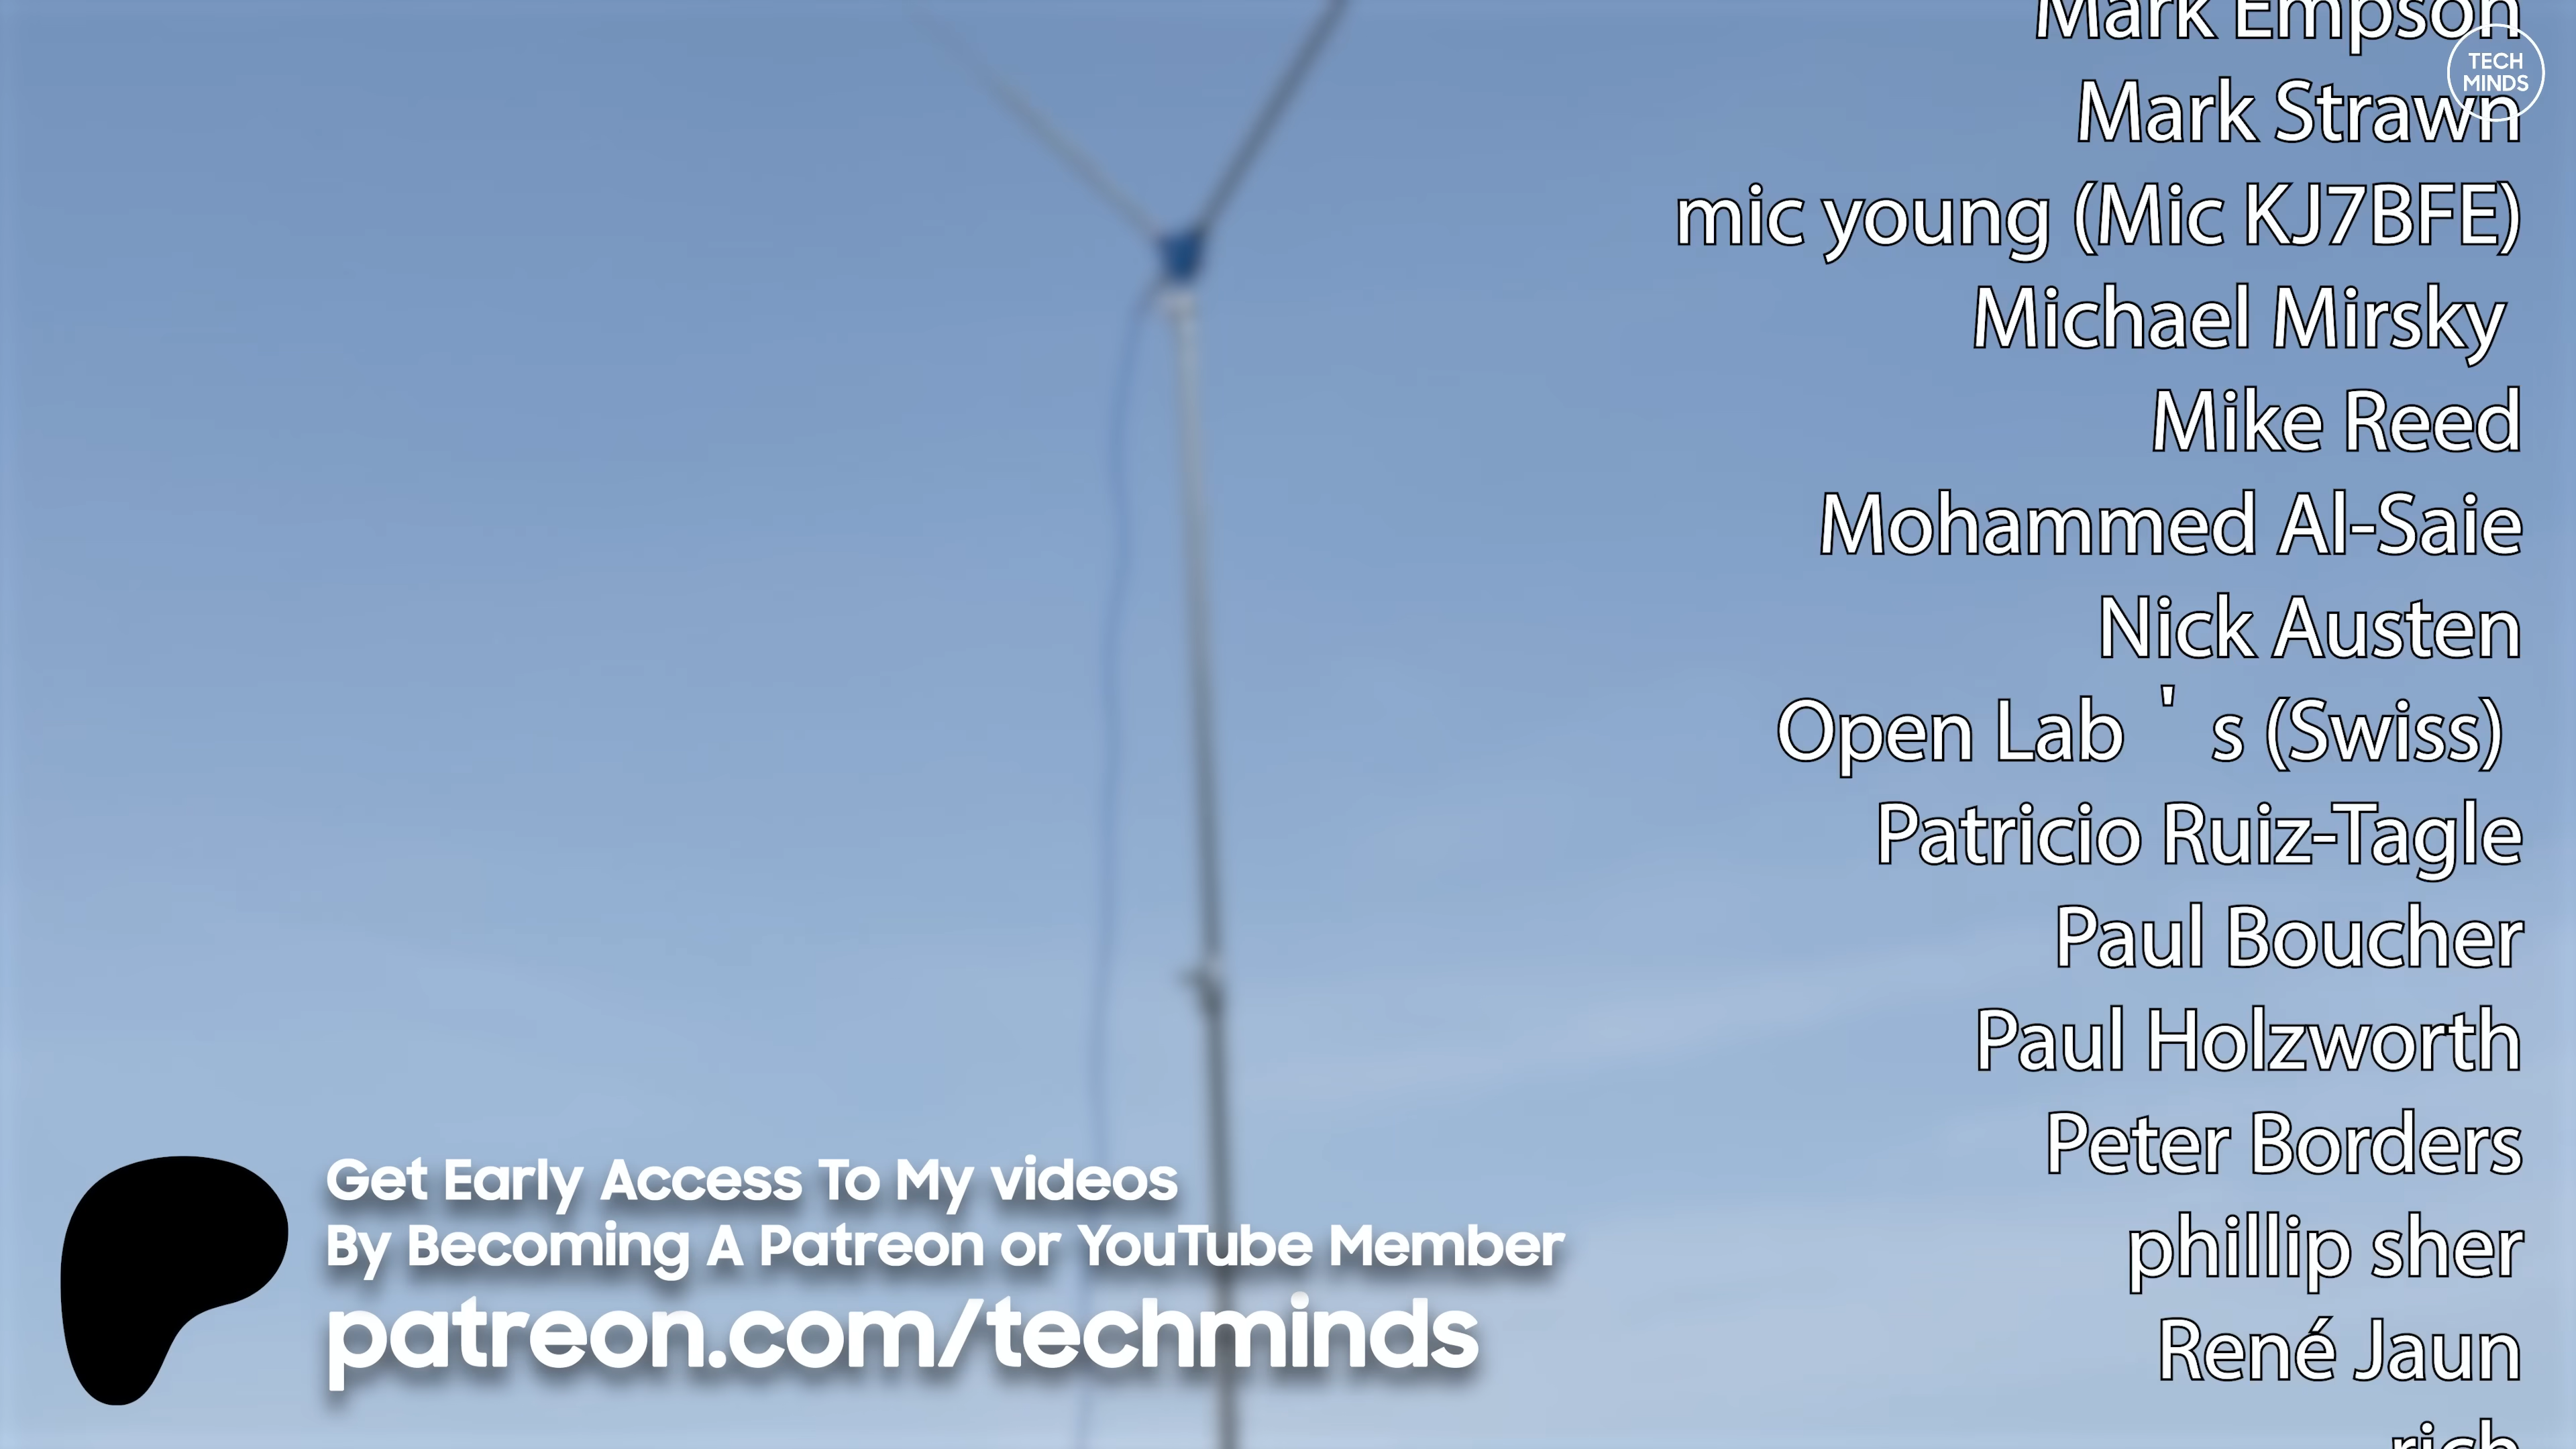 Mark Empson
TECH
MINDS
Mark Strawn
mic young (Mic KJ7BFE)
Michael Mirsky
Mike Reed
Mohammed Al-Saie
Nick Austen
Open Lab ' s (Swiss)
Patricio Ruiz-Tagle
Paul Boucher
Paul Holzworth
Peter Borders
phillip sher
René Jaun
rich
Get Early Access To My videos
By Becoming A Patreon or YouTube Member
patreon.com/techminds